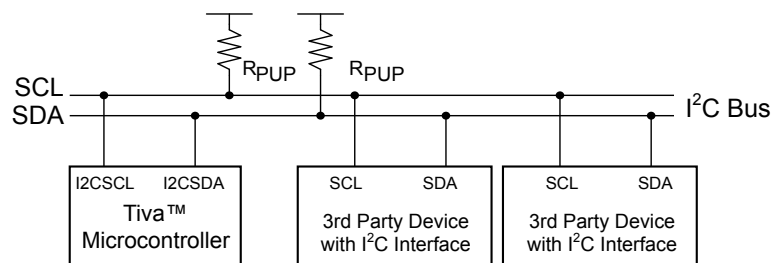 RPUP RPUP
SCL
SDA
I²C Bus
I2CSCL I2CSDA
Tiva™
Microcontroller
SCL SDA
3rd Party Device
with I²C Interface
SCL SDA
3rd Party Device
with I²C Interface